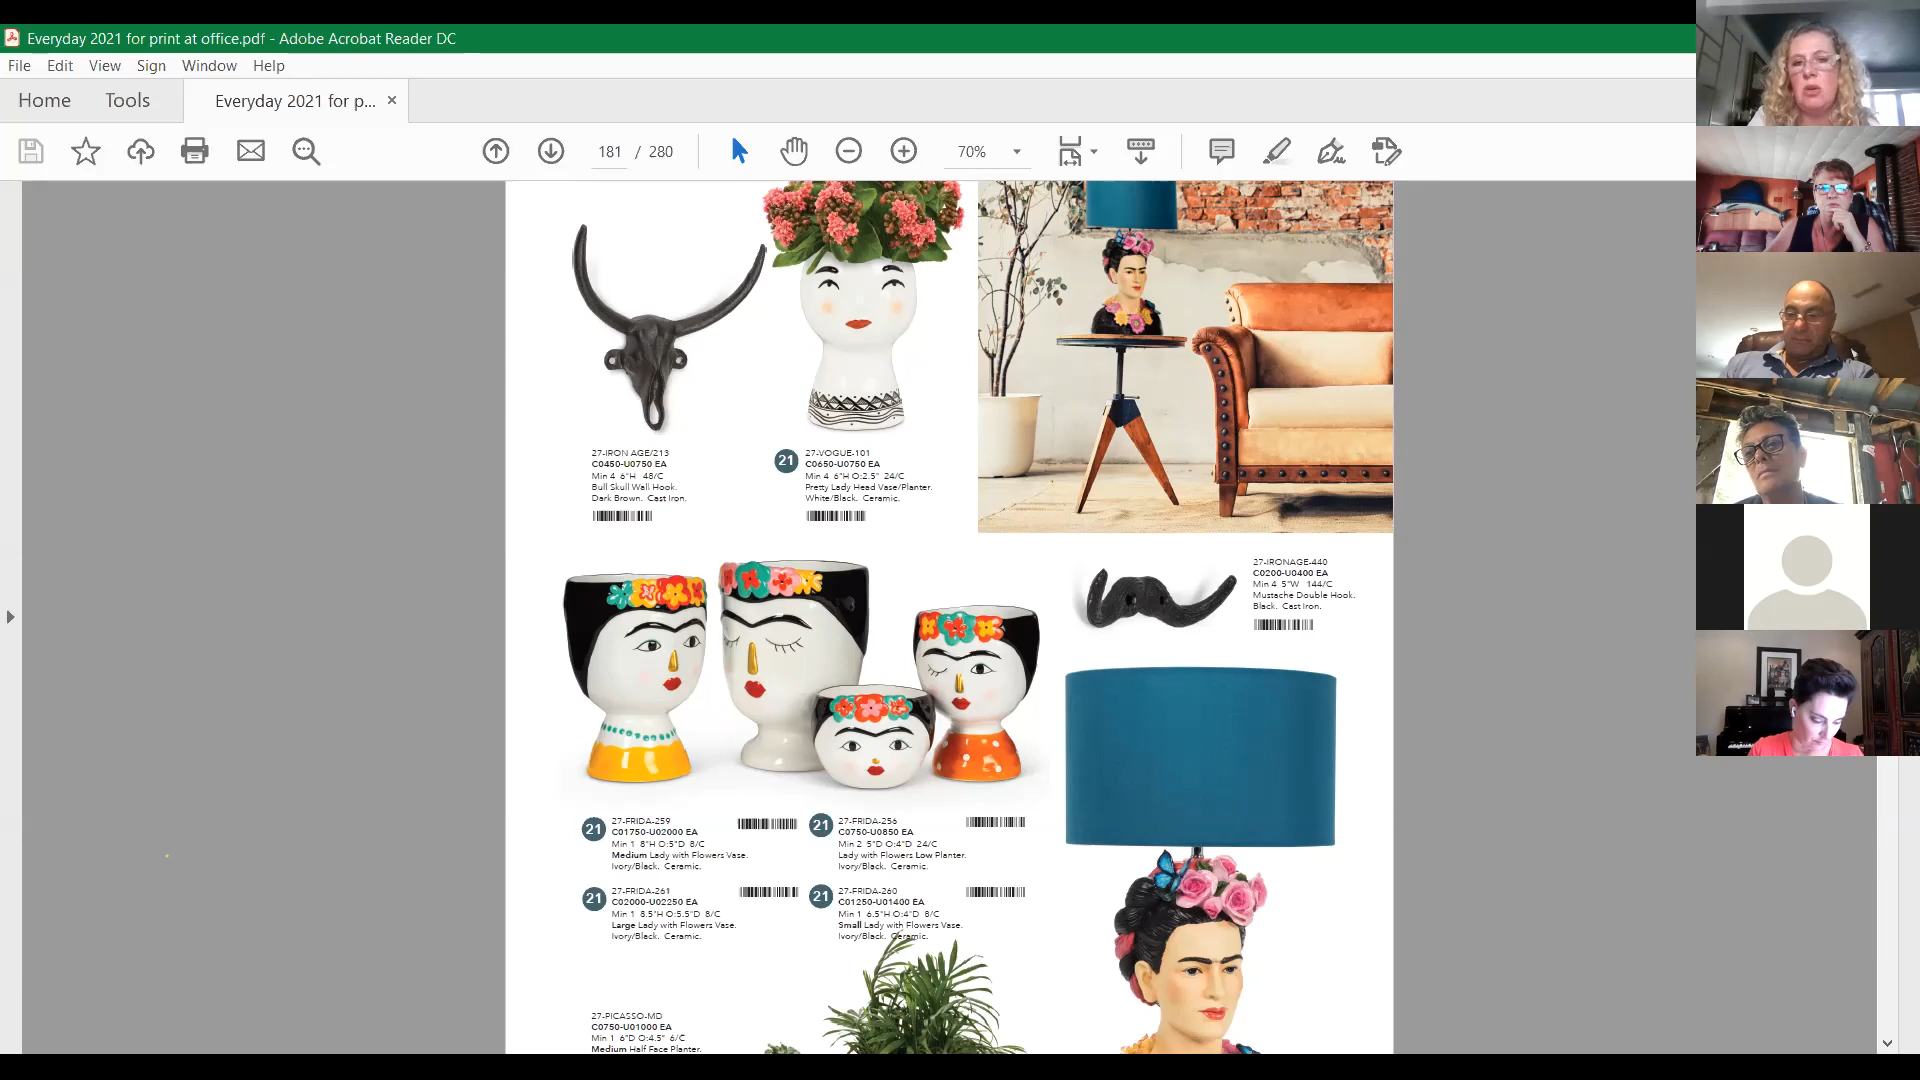 Everyday 2021 for print at office.pdf - Adobe Acrobat Reader DC
File Edit View Sign Window Help
Home Tools Everyday 2021 for p... ×
181 / 280 70%
27-IRON AGE/213
C0450-U0750 EA
Min 4 6"H 48/C
Bull Skull Wall Hook.
Dark Brown. Cast Iron.
21
27-VOGUE-101
C0650-U0750 EA
Min 4 6"H O:2.5" 24/C
Pretty Lady Head Vase/Planter.
White/Black. Ceramic.
27-IRONAGE-440
C0200-U0400 EA
Min 4 5"W 144/C
Mustache Double Hook.
Black. Cast Iron.
21
27-FRIDA-259
C01750-U02000 EA
Min 1 8"H O:5"D 8/C
Medium Lady with Flowers Vase.
Ivory/Black. Ceramic.
21
27-FRIDA-256
C0750-U0850 EA
Min 2 5"D O:4"D 24/C
Lady with Flowers Low Planter.
Ivory/Black. Ceramic.
21
27-FRIDA-261
C02000-U02250 EA
Min 1 8.5"H O:5.5"D 8/C
Large Lady with Flowers Vase.
Ivory/Black. Ceramic.
21
27-FRIDA-260
C01250-U01400 EA
Min 1 6.5"H O:4"D 8/C
Small Lady with Flowers Vase.
Ivory/Black. Ceramic.
27-PICASSO-MD
C0750-U01000 EA
Min 1 6"D O:4.5" 6/C
Medium Half Face Planter.